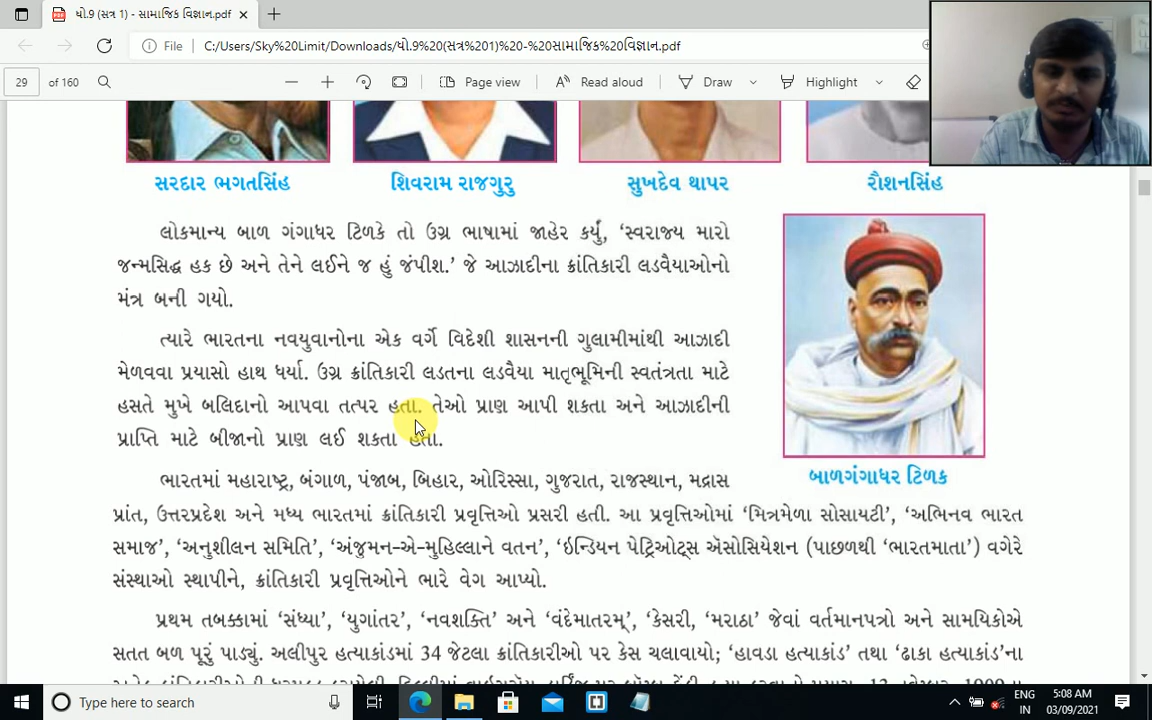 ધો.9 (સત્ર 1) - સામાજિક વિજ્ઞાન.pdf
File C:/Users/Sky%20Limit/Downloads/ધો.9%20(સત્ર%201)%20-%20સામાજિક%20વિજ્ઞાન.pdf
29 of 160 Page view Read aloud Draw Highlight
સરદાર ભગતસિંહ શિવરામ રાજગુરુ સુખદેવ થાપર રૌશનસિંહ
લોકમાન્ય બાળ ગંગાધર ટિળકે તો ઉગ્ર ભાષામાં જાહેર કર્યું, ‘સ્વરાજ્ય મારો
જન્મસિદ્ધ હક છે અને તેને લઈને જ હું જંપીશ.’ જે આઝાદીના ક્રાંતિકારી લડવૈયાઓનો
મંત્ર બની ગયો.
ત્યારે ભારતના નવયુવાનોના એક વર્ગે વિદેશી શાસનની ગુલામીમાંથી આઝાદી
મેળવવા પ્રયાસો હાથ ધર્યા. ઉગ્ર ક્રાંતિકારી લડતના લડવૈયા માતૃભૂમિની સ્વતંત્રતા માટે
હસતે મુખે બલિદાનો આપવા તત્પર હતા. તેઓ પ્રાણ આપી શકતા અને આઝાદીની
પ્રાપ્તિ માટે બીજાનો પ્રાણ લઈ શકતા હતા.
બાળગંગાધર ટિળક
ભારતમાં મહારાષ્ટ્ર, બંગાળ, પંજાબ, બિહાર, ઓરિસ્સા, ગુજરાત, રાજસ્થાન, મદ્રાસ
પ્રાંત, ઉત્તરપ્રદેશ અને મધ્ય ભારતમાં ક્રાંતિકારી પ્રવૃત્તિઓ પ્રસરી હતી. આ પ્રવૃત્તિઓમાં ‘મિત્રમેળા સોસાયટી’, ‘અભિનવ ભારત
સમાજ’, ‘અનુશીલન સમિતિ’, ‘અંજુમન-એ-મુહિલ્લાને વતન’, ‘ઇન્ડિયન પેટ્રિઓટ્સ ઍસોસિયેશન (પાછળથી ‘ભારતમાતા’) વગેરે
સંસ્થાઓ સ્થાપીને, ક્રાંતિકારી પ્રવૃત્તિઓને ભારે વેગ આપ્યો.
પ્રથમ તબક્કામાં ‘સંધ્યા’, ‘યુગાંતર’, ‘નવશક્તિ’ અને ‘વંદેમાતરમ્’, ‘કેસરી, ‘મરાઠા’ જેવાં વર્તમાનપત્રો અને સામયિકોએ
સતત બળ પૂરું પાડ્યું. અલીપુર હત્યાકાંડમાં 34 જેટલા ક્રાંતિકારીઓ પર કેસ ચલાવાયો; ‘હાવડા હત્યાકાંડ’ તથા ‘ઢાકા હત્યાકાંડ’ના
Type here to search
ENG 5:08 AM
IN 03/09/2021